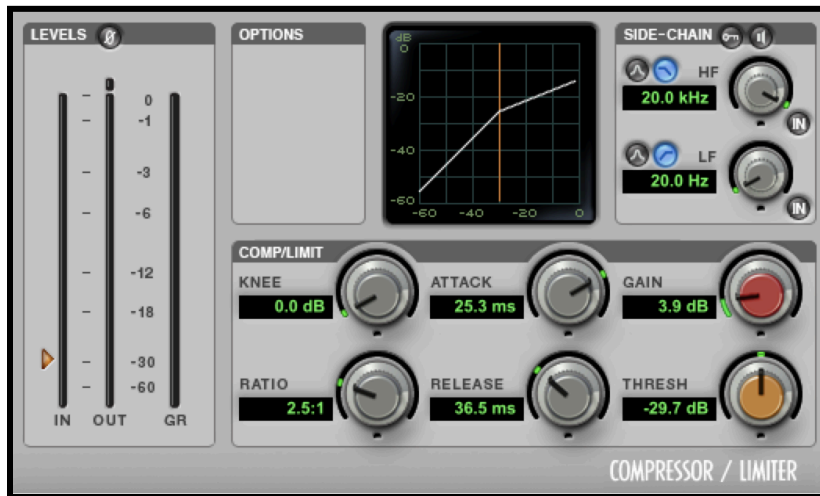 LEVELS Ø
0
-1
-3
-6
-12
-18
-30
-60
IN OUT GR
OPTIONS
dB
0
-20
-40
-60
-60 -40 -20 0
SIDE-CHAIN
HF
20.0 kHz
IN
LF
20.0 Hz
IN
COMP/LIMIT
KNEE
0.0 dB
ATTACK
25.3 ms
GAIN
3.9 dB
RATIO
2.5:1
RELEASE
36.5 ms
THRESH
-29.7 dB
COMPRESSOR / LIMITER